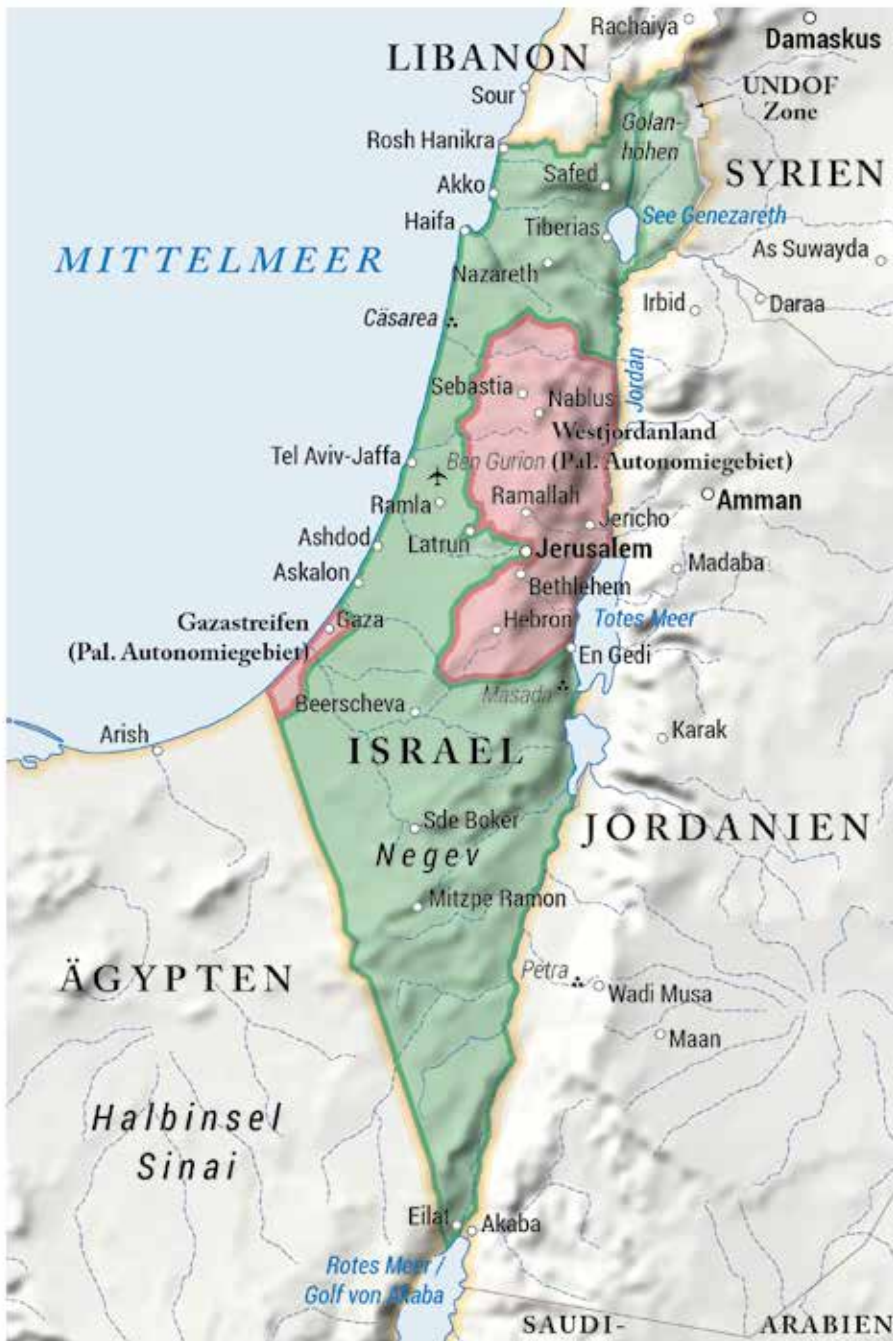 Rachaiya
Damaskus
LIBANON
UNDOF
Zone
Sour
Golan-
höhen
Rosh Hanikra
Safed
SYRIEN
Akko
See Genezareth
Haifa
Tiberias
MITTELMEER
As Suwayda
Nazareth
Irbid
Daraa
Cäsarea
Jordan
Sebastia
Nablus
Westjordanland
Tel Aviv-Jaffa
Ben Gurion
(Pal. Autonomiegebiet)
Ramallah
Amman
Ramla
Jericho
Ashdod
Latrun
Jerusalem
Madaba
Askalon
Bethlehem
Gazastreifen
(Pal. Autonomiegebiet)
Gaza
Hebron
Totes Meer
En Gedi
Masada
Beerscheva
Arish
ISRAEL
Karak
Sde Boker
JORDANIEN
Negev
Mitzpe Ramon
ÄGYPTEN
Petra
Wadi Musa
Maan
Halbinsel
Sinai
Eilat
Akaba
Rotes Meer /
Golf von Akaba
SAUDI-
ARABIEN